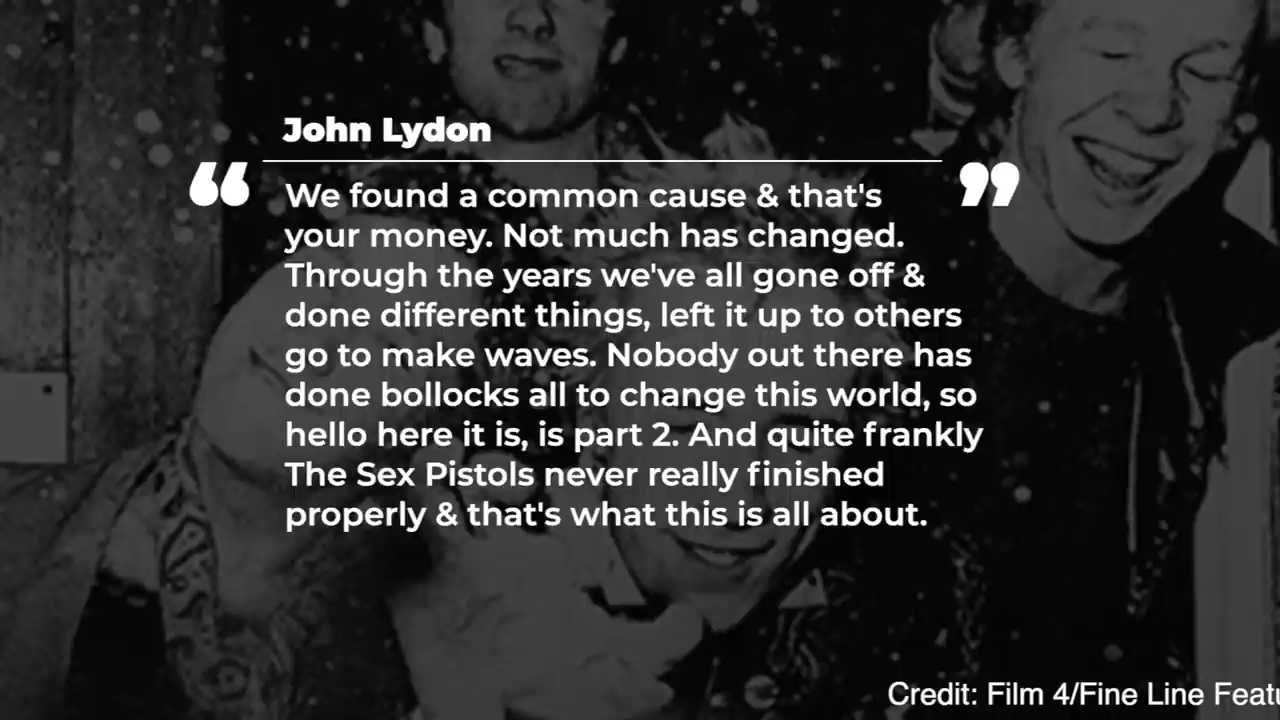 John Lydon
“ We found a common cause & that's ”
your money. Not much has changed.
Through the years we've all gone off &
done different things, left it up to others
go to make waves. Nobody out there has
done bollocks all to change this world, so
hello here it is, is part 2. And quite frankly
The Sex Pistols never really finished
properly & that's what this is all about.
Credit: Film 4/Fine Line Featu